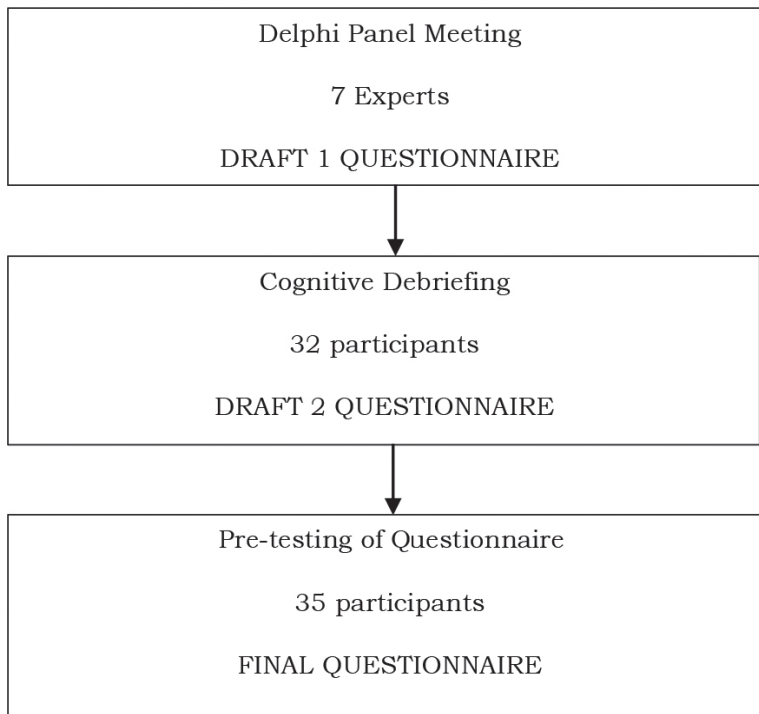 Delphi Panel Meeting
7 Experts
DRAFT 1 QUESTIONNAIRE
Cognitive Debriefing
32 participants
DRAFT 2 QUESTIONNAIRE
Pre-testing of Questionnaire
35 participants
FINAL QUESTIONNAIRE